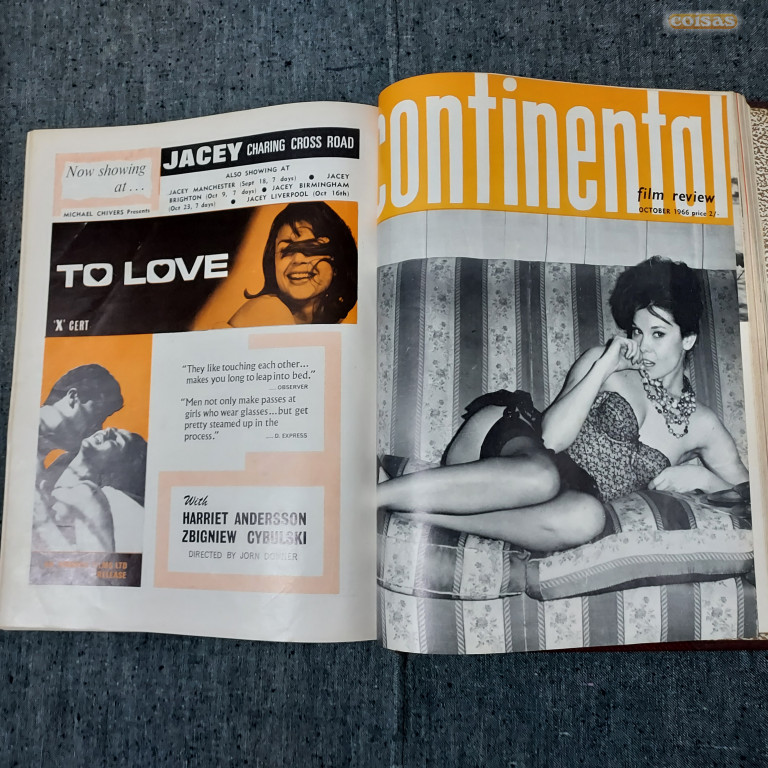 coisas
Now showing
at ...
MICHAEL CHIVERS Presents
JACEY CHARING CROSS ROAD
ALSO SHOWING AT
JACEY MANCHESTER (Sept 18, 7 days) ● JACEY
BRIGHTON (Oct 9, 7 days) ● JACEY BIRMINGHAM
(Oct 23, 7 days) ● JACEY LIVERPOOL (Oct 16th)
TO LOVE
'X' CERT
"They like touching each other...
makes you long to leap into bed."
.... OBSERVER
"Men not only make passes at
girls who wear glasses...but get
pretty steamed up in the
process."
.... D. EXPRESS
With
HARRIET ANDERSSON
ZBIGNIEW CYBULSKI
DIRECTED BY JORN
LTD
RELEASE
continental
film review
OCTOBER 1966 price 2/-